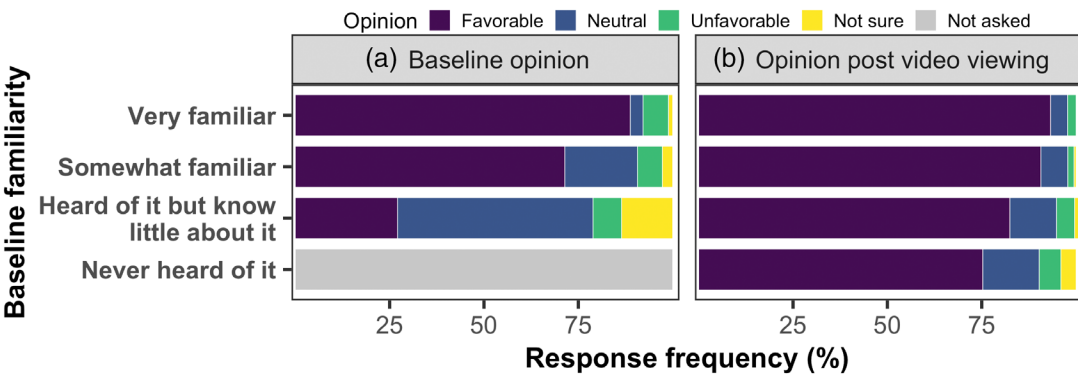 Opinion Favorable Neutral Unfavorable Not sure Not asked
(a) Baseline opinion
(b) Opinion post video viewing
Baseline familiarity
Very familiar
Somewhat familiar
Heard of it but know
little about it
Never heard of it
25 50 75
25 50 75
Response frequency (%)